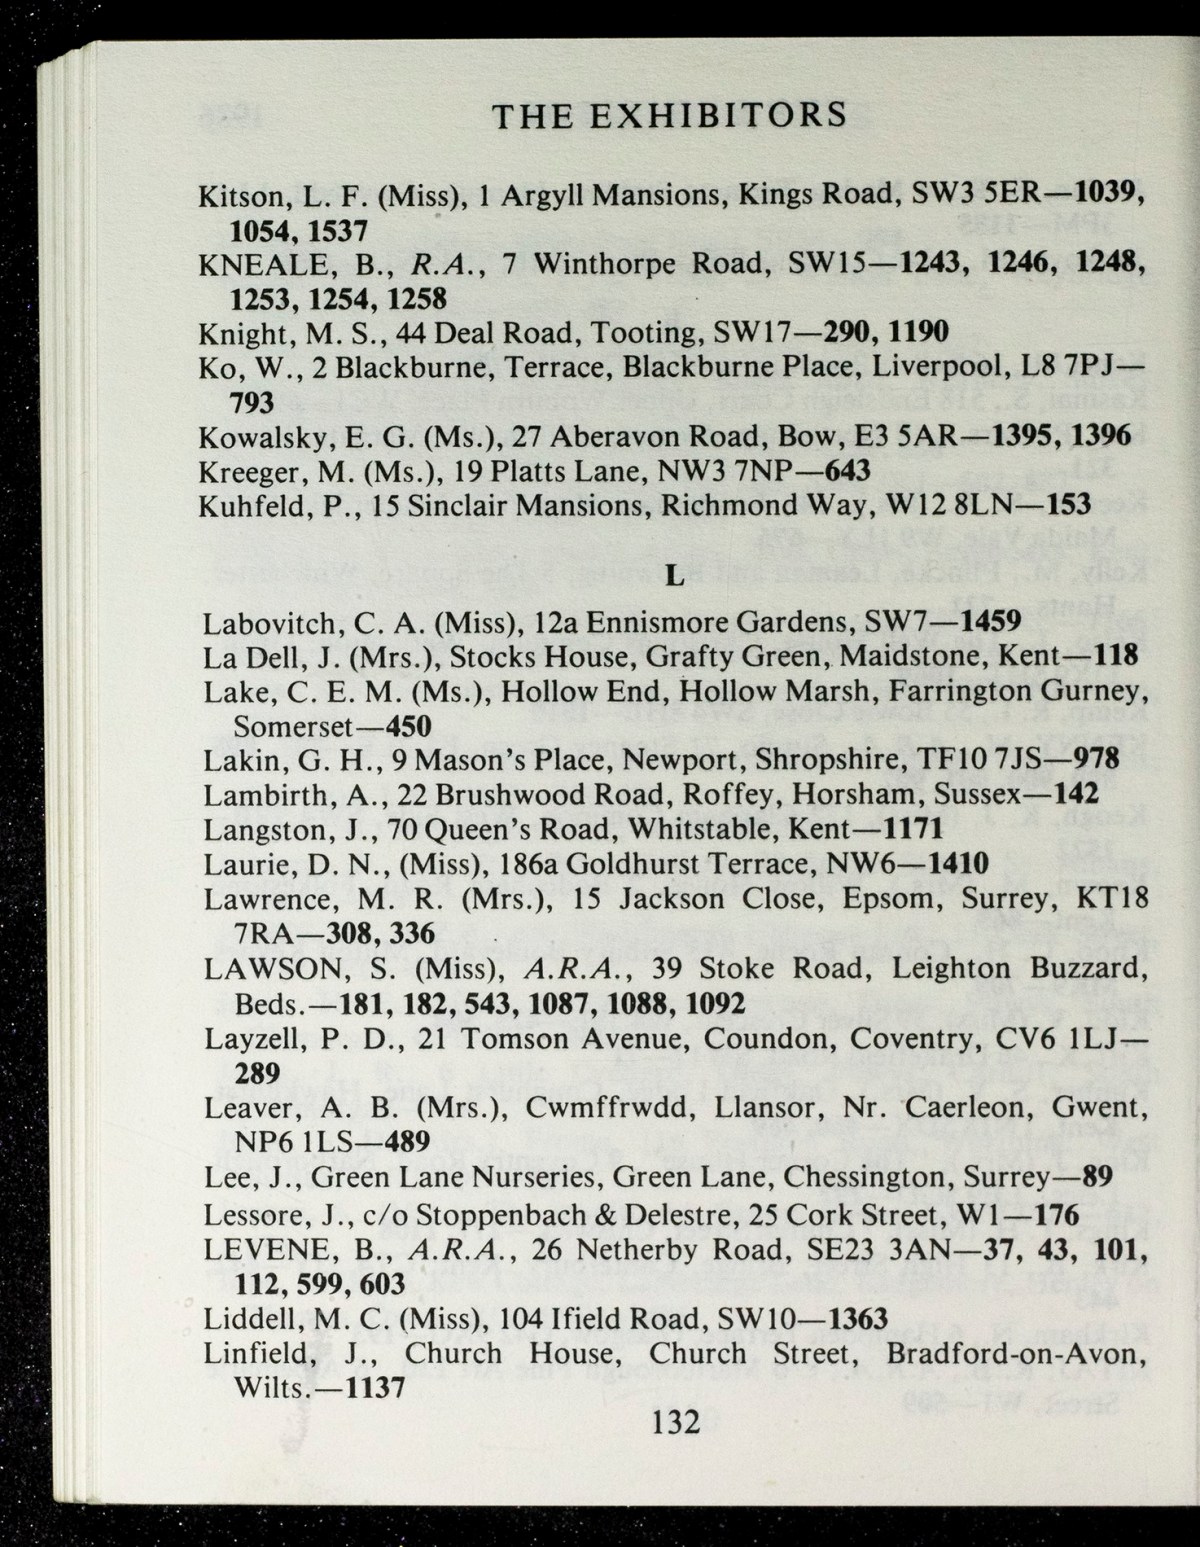 THE EXHIBITORS
Kitson, L. F. (Miss), 1 Argyll Mansions, Kings Road, SW3 5ER—1039,
1054, 1537
KNEALE, B., R.A., 7 Winthorpe Road, SW15—1243, 1246, 1248,
1253, 1254, 1258
Knight, M. S., 44 Deal Road, Tooting, SW17—290, 1190
Ko, W., 2 Blackburne, Terrace, Blackburne Place, Liverpool, L8 7PJ—
793
Kowalsky, E. G. (Ms.), 27 Aberavon Road, Bow, E3 5AR—1395, 1396
Kreeger, M. (Ms.), 19 Platts Lane, NW3 7NP—643
Kuhfeld, P., 15 Sinclair Mansions, Richmond Way, W12 8LN—153
L
Labovitch, C. A. (Miss), 12a Ennismore Gardens, SW7—1459
La Dell, J. (Mrs.), Stocks House, Grafty Green, Maidstone, Kent—118
Lake, C. E. M. (Ms.), Hollow End, Hollow Marsh, Farrington Gurney,
Somerset—450
Lakin, G. H., 9 Mason's Place, Newport, Shropshire, TF10 7JS—978
Lambirth, A., 22 Brushwood Road, Roffey, Horsham, Sussex—142
Langston, J., 70 Queen's Road, Whitstable, Kent—1171
Laurie, D. N., (Miss), 186a Goldhurst Terrace, NW6—1410
Lawrence, M. R. (Mrs.), 15 Jackson Close, Epsom, Surrey, KT18
7RA—308, 336
LAWSON, S. (Miss), A.R.A., 39 Stoke Road, Leighton Buzzard,
Beds.—181, 182, 543, 1087, 1088, 1092
Layzell, P. D., 21 Tomson Avenue, Coundon, Coventry, CV6 1LJ—
289
Leaver, A. B. (Mrs.), Cwmffrwdd, Llansor, Nr. Caerleon, Gwent,
NP6 1LS—489
Lee, J., Green Lane Nurseries, Green Lane, Chessington, Surrey—89
Lessore, J., c/o Stoppenbach & Delestre, 25 Cork Street, W1—176
LEVENE, B., A.R.A., 26 Netherby Road, SE23 3AN—37, 43, 101,
112, 599, 603
Liddell, M. C. (Miss), 104 Ifield Road, SW10—1363
Linfield, J., Church House, Church Street, Bradford-on-Avon,
Wilts.—1137
132